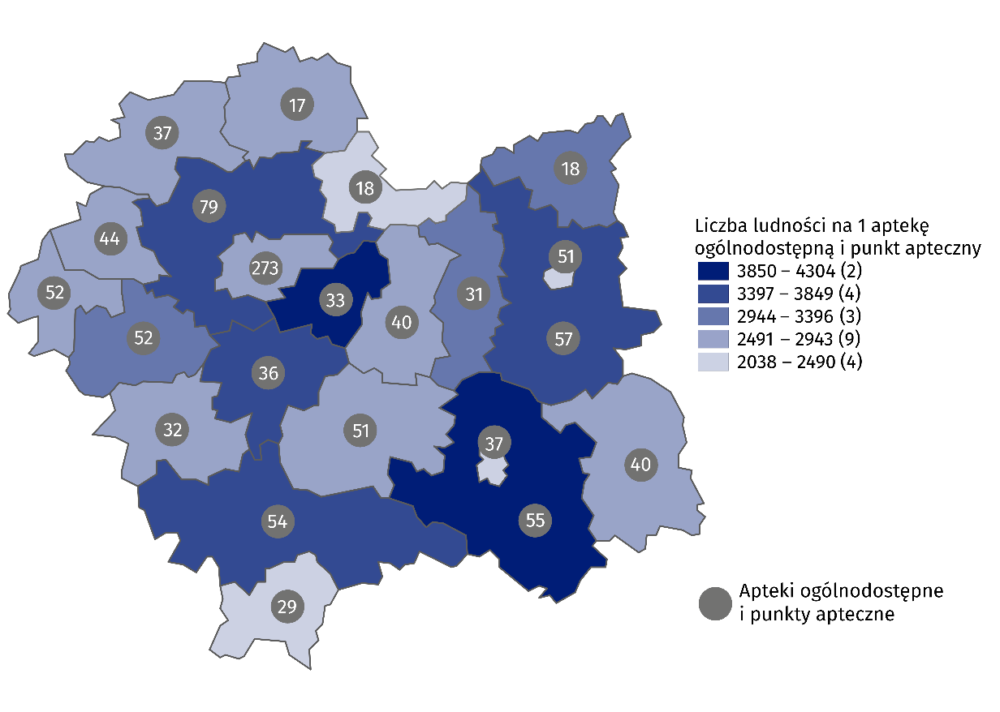 17
37
18
18
79
44
51
273
52
31
33
40
52
57
36
32
51
37
40
54
55
29
Liczba ludności na 1 aptekę
ogólnodostępną i punkt apteczny
3850 – 4304 (2)
3397 – 3849 (4)
2944 – 3396 (3)
2491 – 2943 (9)
2038 – 2490 (4)
Apteki ogólnodostępne
i punkty apteczne